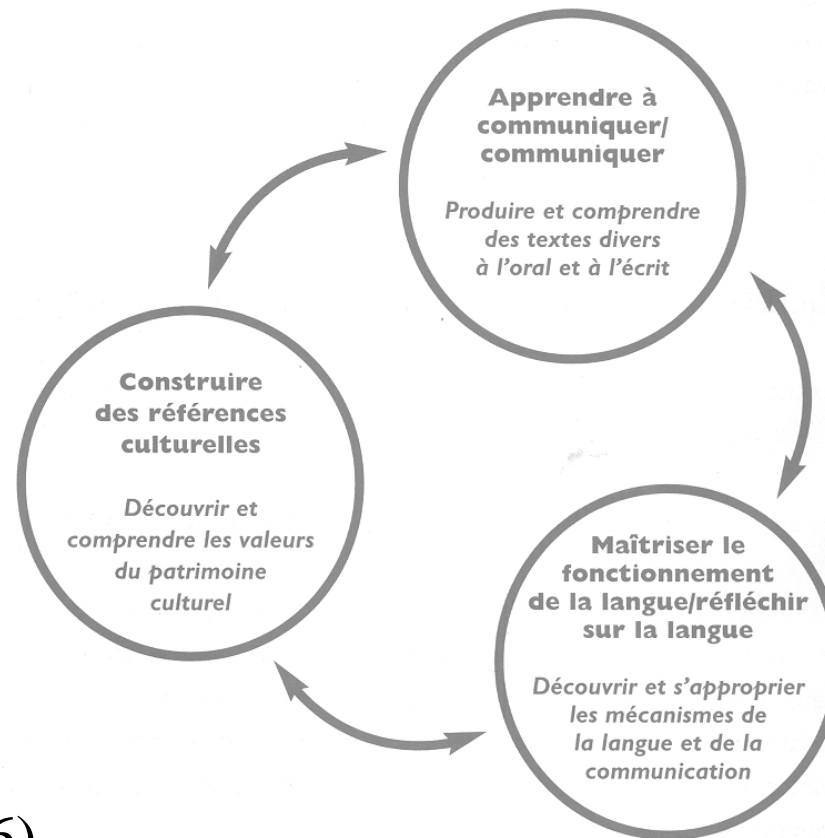 Apprendre à
communiquer/
communiquer
Produire et comprendre
des textes divers
à l'oral et à l'écrit
Construire
des références
culturelles
Découvrir et
comprendre les valeurs
du patrimoine
culturel
Maîtriser le
fonctionnement
de la langue/réfléchir
sur la langue
Découvrir et s'approprier
les mécanismes de
la langue et de la
communication